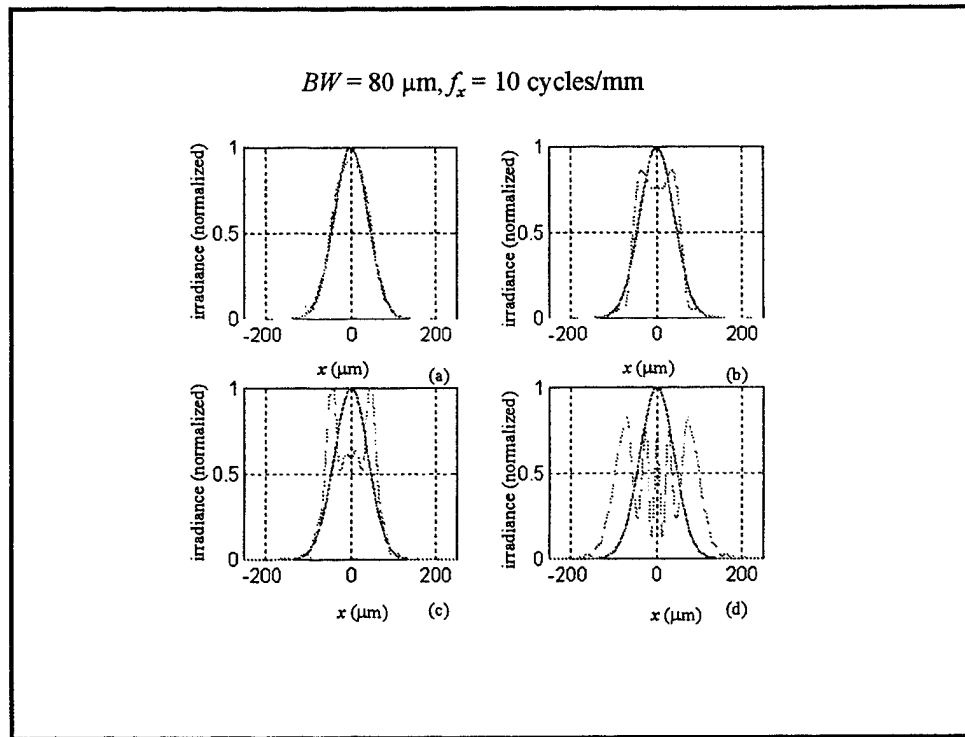 BW = 80 μm, fₓ = 10 cycles/mm
irradiance (normalized)
1
0.5
0
-200
0
200
x (μm)
(a)
irradiance (normalized)
1
0.5
0
-200
0
200
x (μm)
(b)
irradiance (normalized)
1
0.5
0
-200
0
200
x (μm)
(c)
irradiance (normalized)
1
0.5
0
-200
0
200
x (μm)
(d)